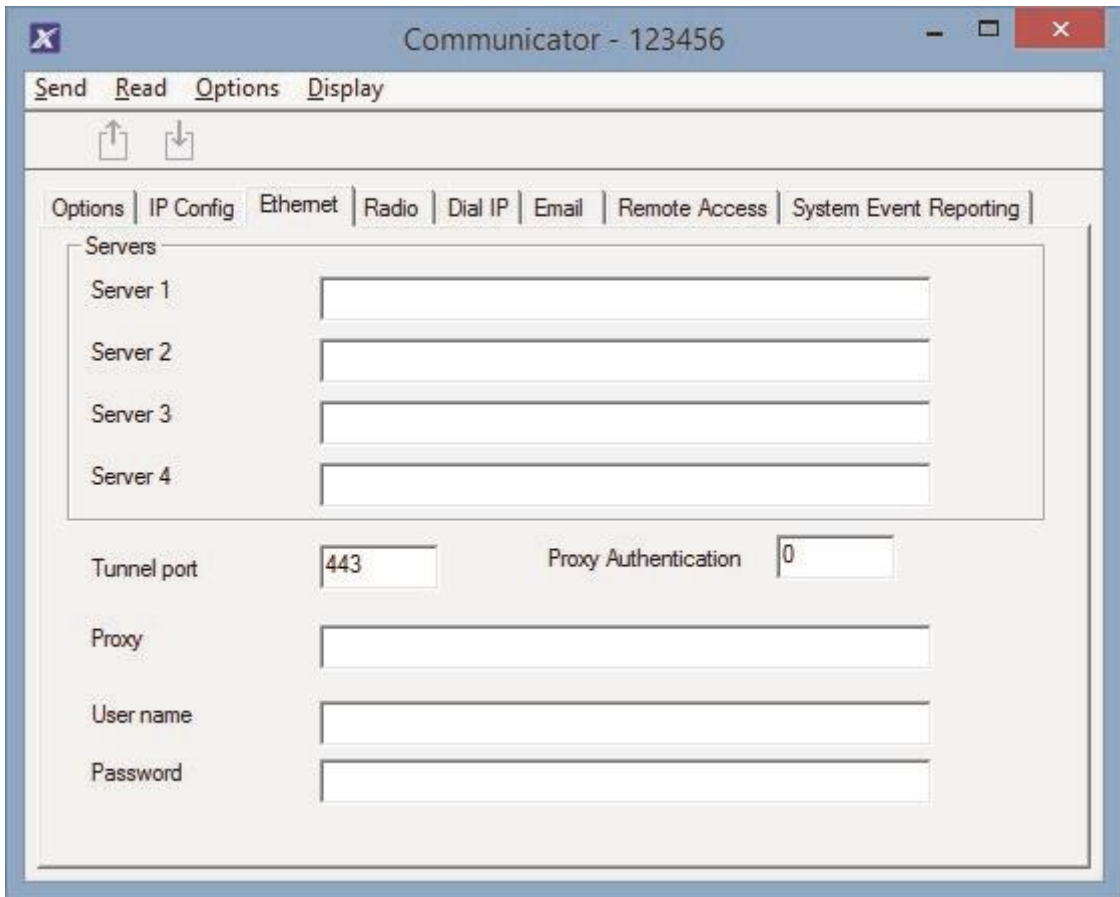 Communicator - 123456
Send Read Options Display
Options IP Config Ethernet Radio Dial IP Email Remote Access System Event Reporting
Servers
Server 1
Server 2
Server 3
Server 4
Tunnel port 443 Proxy Authentication 0
Proxy
User name
Password